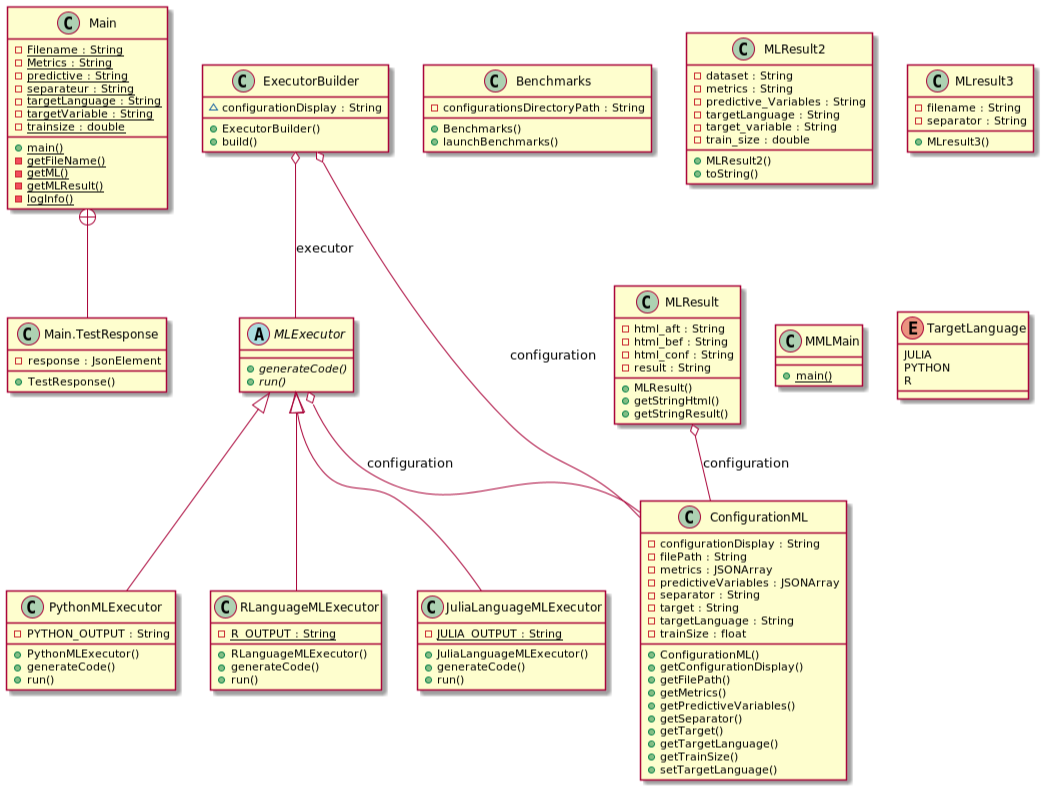 C Main
Filename : String
Metrics : String
predictive : String
separateur : String
targetLanguage : String
targetVariable : String
trainsize : double
main()
getFileName()
getML()
getMLResult()
logInfo()
C ExecutorBuilder
configurationDisplay : String
ExecutorBuilder()
build()
C Benchmarks
configurationsDirectoryPath : String
Benchmarks()
launchBenchmarks()
C MLResult2
dataset : String
metrics : String
predictive_Variables : String
targetLanguage : String
target_variable : String
train_size : double
MLResult2()
toString()
C MLresult3
filename : String
separator : String
MLresult3()
executor
configuration
C Main.TestResponse
response : JsonElement
TestResponse()
A MLExecutor
generateCode()
run()
C MLResult
html_aft : String
html_bef : String
html_conf : String
result : String
MLResult()
getStringHtml()
getStringResult()
C MMLMain
main()
E TargetLanguage
JULIA
PYTHON
R
configuration
configuration
C PythonMLExecutor
PYTHON_OUTPUT : String
PythonMLExecutor()
generateCode()
run()
C RLanguageMLExecutor
R_OUTPUT : String
RLanguageMLExecutor()
generateCode()
run()
C JuliaLanguageMLExecutor
JULIA_OUTPUT : String
JuliaLanguageMLExecutor()
generateCode()
run()
C ConfigurationML
configurationDisplay : String
filePath : String
metrics : JSONArray
predictiveVariables : JSONArray
separator : String
target : String
targetLanguage : String
trainSize : float
ConfigurationML()
getConfigurationDisplay()
getFilePath()
getMetrics()
getPredictiveVariables()
getSeparator()
getTarget()
getTargetLanguage()
getTrainSize()
setTargetLanguage()